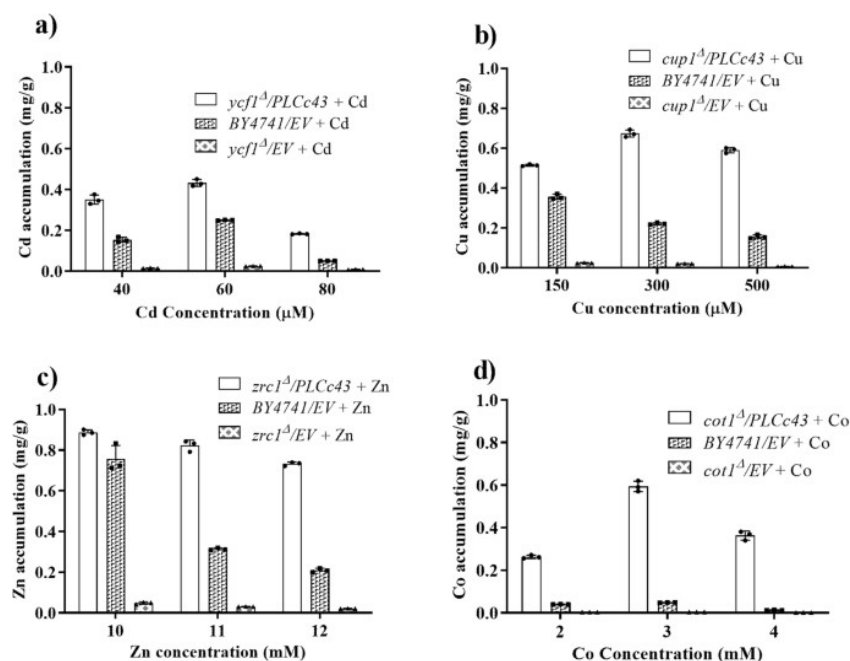 a)
Cd accumulation (mg/g)
1.0
0.8
0.6
0.4
0.2
0.0
ycf1Δ/PLCc43 + Cd
BY4741/EV + Cd
ycf1Δ/EV + Cd
40 60 80
Cd Concentration (μM)
b)
Cu accumulation (mg/g)
1.0
0.8
0.6
0.4
0.2
0.0
cup1Δ/PLCc43 + Cu
BY4741/EV + Cu
cup1Δ/EV + Cu
150 300 500
Cu concentration (μM)
c)
Zn accumulation (mg/g)
1.0
0.8
0.6
0.4
0.2
0.0
zrc1Δ/PLCc43 + Zn
BY4741/EV + Zn
zrc1Δ/EV + Zn
10 11 12
Zn concentration (mM)
d)
Co accumulation (mg/g)
1.0
0.8
0.6
0.4
0.2
0.0
cot1Δ/PLCc43 + Co
BY4741/EV + Co
cot1Δ/EV + Co
2 3 4
Co Concentration (mM)